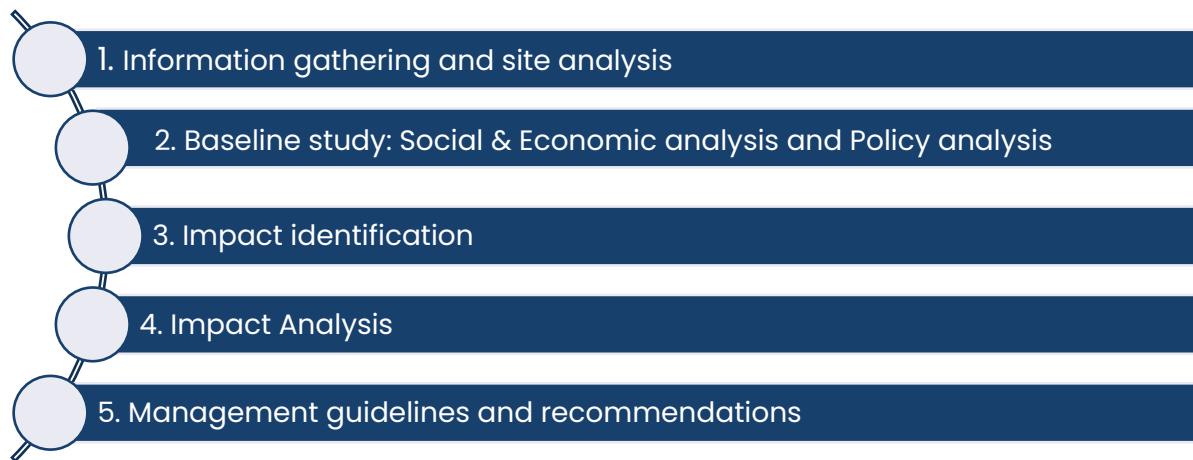 1. Information gathering and site analysis
2. Baseline study: Social & Economic analysis and Policy analysis
3. Impact identification
4. Impact Analysis
5. Management guidelines and recommendations